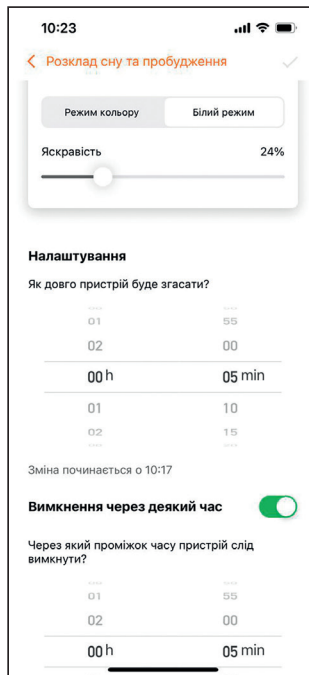 10:23
Розклад сну та пробудження
Режим кольору Білий режим
Яскравість 24%
Налаштування
Як довго пристрій буде згасати?
01 55
02 00
00 h 05 min
01 10
02 15
Зміна починається о 10:17
Вимкнення через деякий час
Через який проміжок часу пристрій слід
вимкнути?
01 55
02 00
00 h 05 min